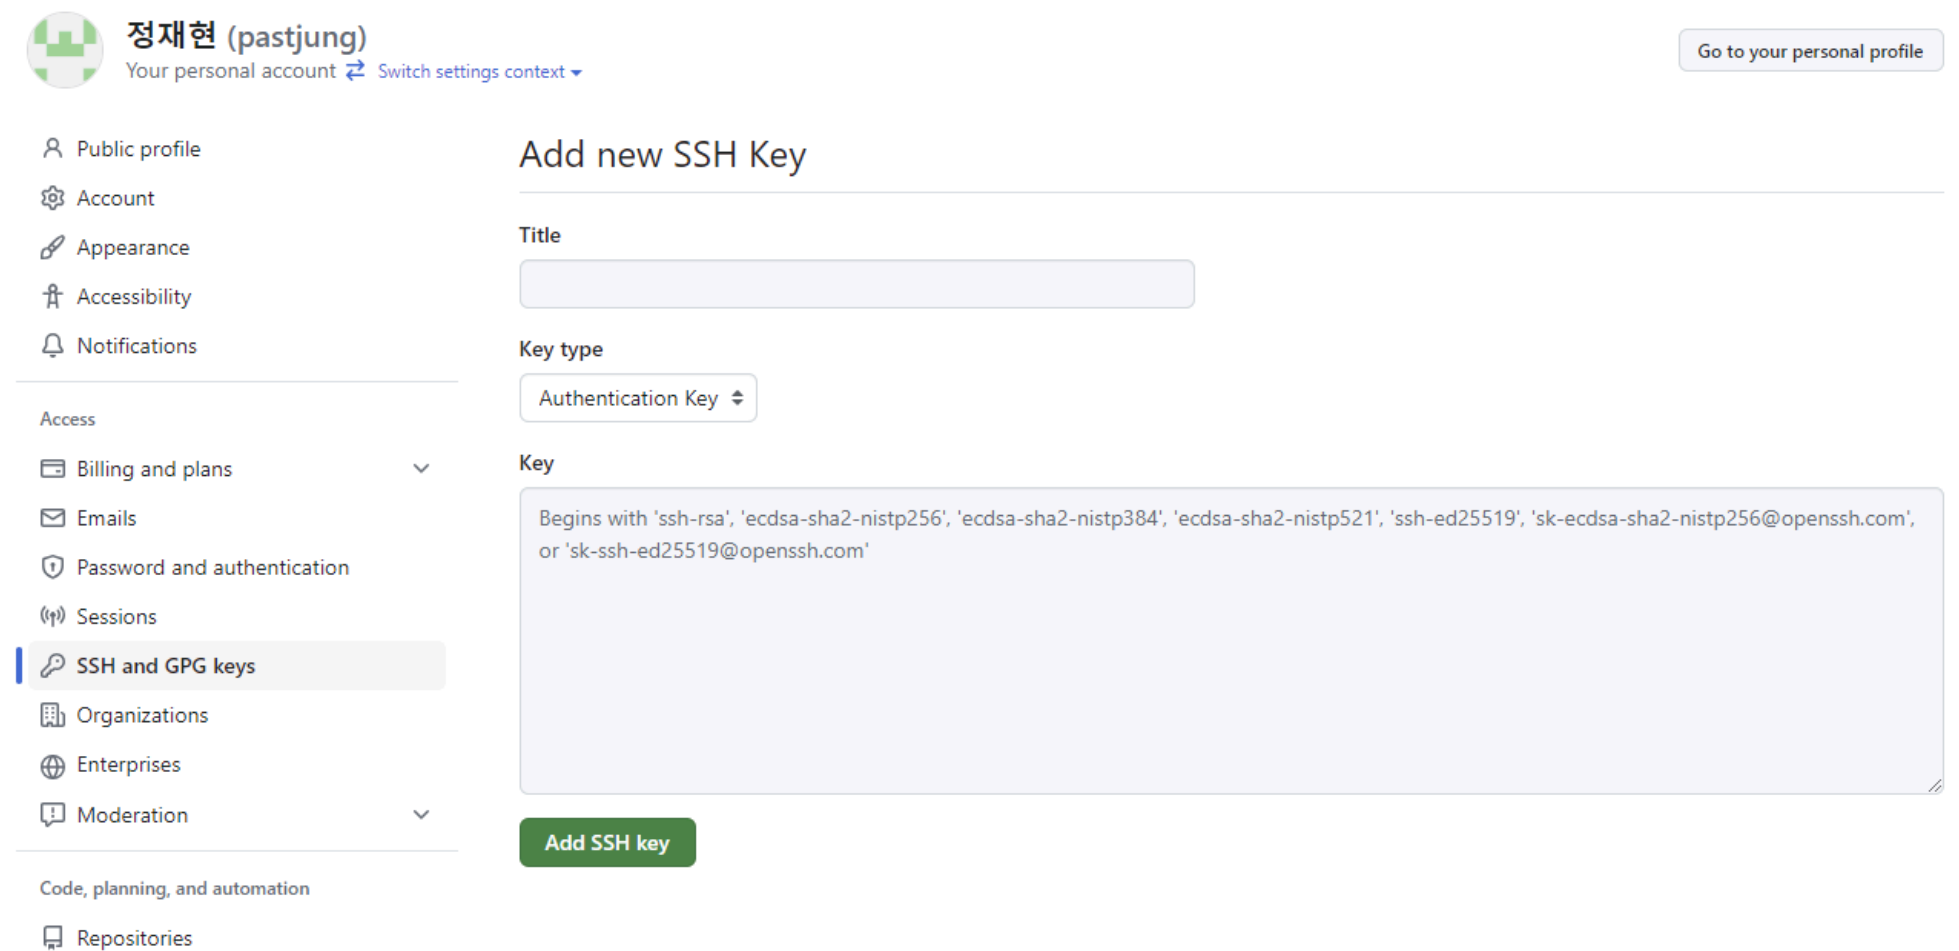 정재현 (pastjung)
Your personal account Switch settings context
Go to your personal profile
Public profile
Account
Appearance
Accessibility
Notifications
Access
Billing and plans
Emails
Password and authentication
Sessions
SSH and GPG keys
Organizations
Enterprises
Moderation
Code, planning, and automation
Repositories
Add new SSH Key
Title
Key type
Authentication Key
Key
Begins with 'ssh-rsa', 'ecdsa-sha2-nistp256', 'ecdsa-sha2-nistp384', 'ecdsa-sha2-nistp521', 'ssh-ed25519', 'sk-ecdsa-sha2-nistp256@openssh.com',
or 'sk-ssh-ed25519@openssh.com'
Add SSH key